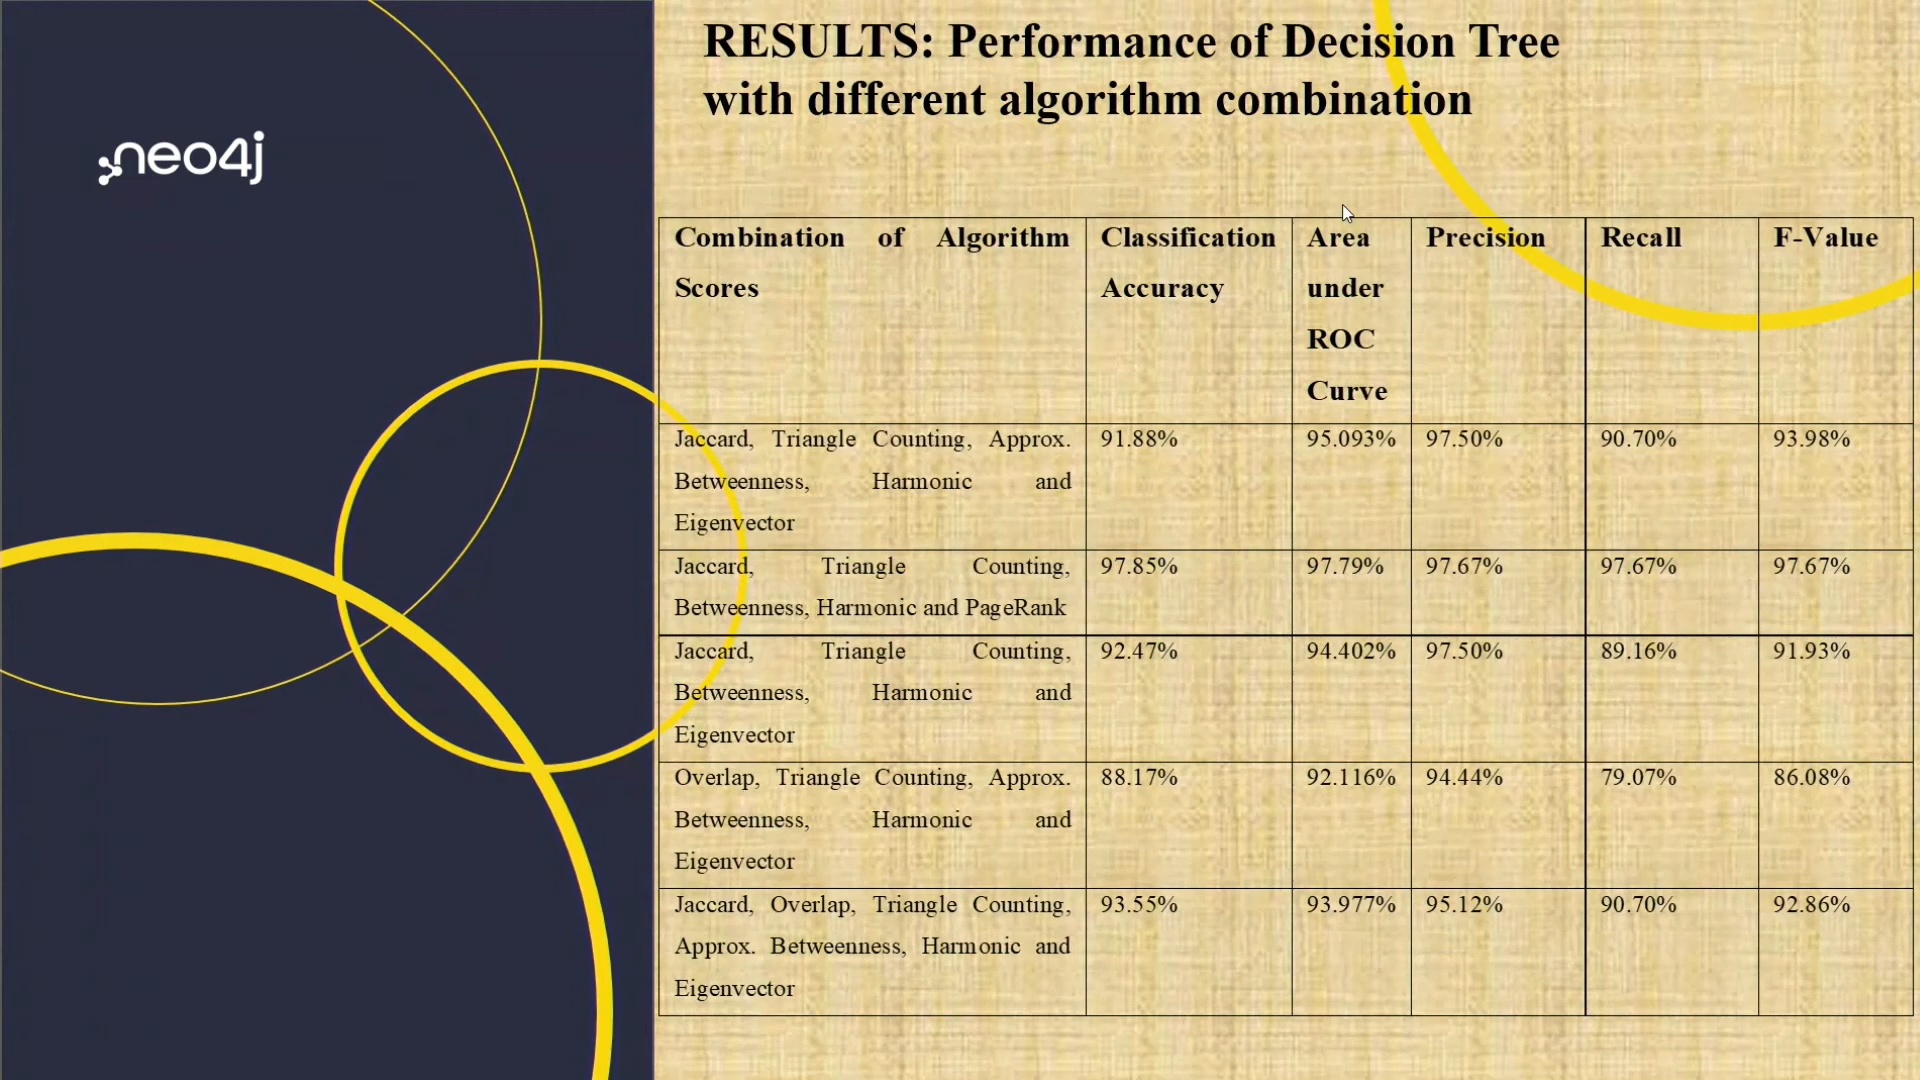 neo4j
RESULTS: Performance of Decision Tree
with different algorithm combination
Combination of Algorithm Scores
Classification Accuracy
Area under ROC Curve
Precision
Recall
F-Value
Jaccard, Triangle Counting, Approx.
Betweenness, Harmonic and
Eigenvector
91.88%
95.093%
97.50%
90.70%
93.98%
Jaccard, Triangle Counting,
Betweenness, Harmonic and PageRank
97.85%
97.79%
97.67%
97.67%
97.67%
Jaccard, Triangle Counting,
Betweenness, Harmonic and
Eigenvector
92.47%
94.402%
97.50%
89.16%
91.93%
Overlap, Triangle Counting, Approx.
Betweenness, Harmonic and
Eigenvector
88.17%
92.116%
94.44%
79.07%
86.08%
Jaccard, Overlap, Triangle Counting,
Approx. Betweenness, Harmonic and
Eigenvector
93.55%
93.977%
95.12%
90.70%
92.86%